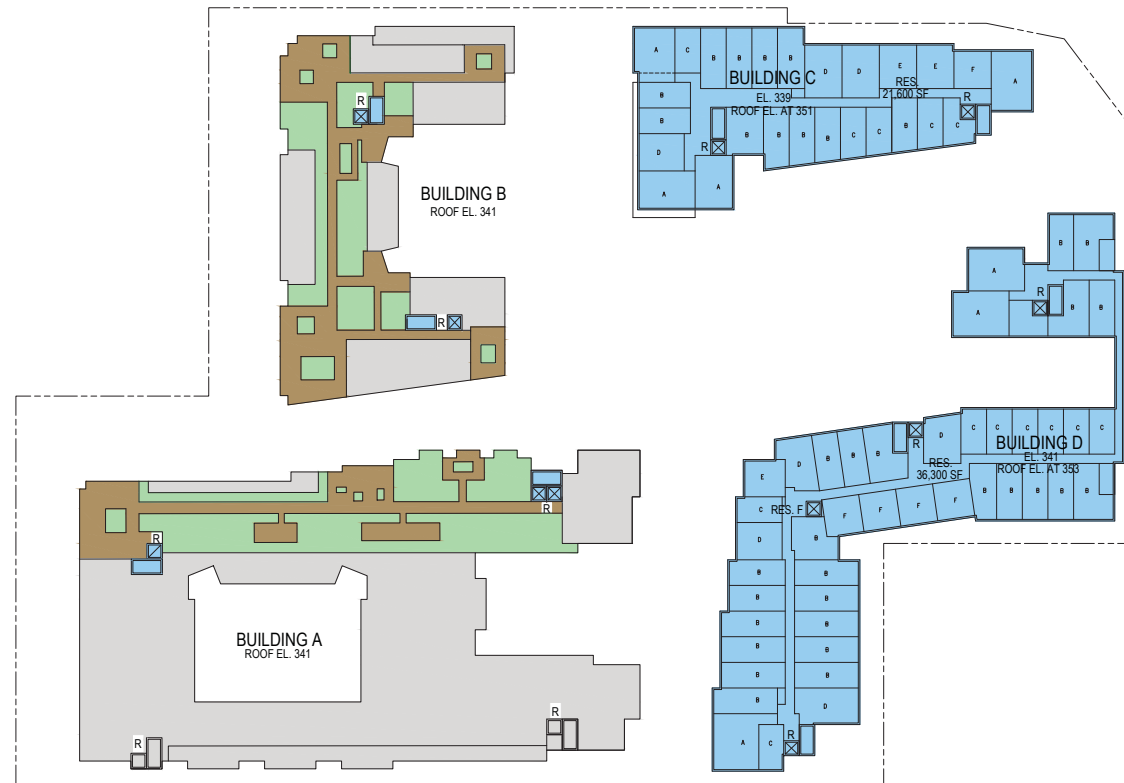 A C B B B B D D E E F A
BUILDING C
EL. 339
ROOF EL. AT 351
RES.
21,600 SF
R
B
B
D
A
A
R
B B B B C C B C C
R
BUILDING B
ROOF EL. 341
R
B B
A
A
R
B B
D
C C C C C C
BUILDING D
EL. 341
ROOF EL. AT 353
R
RES.
36,300 SF
D B B B
E
C
D
RES. F
F F F F
B B B B B
B
B B
B B
B B
B B
B B
B D
A C
R
R
R
BUILDING A
ROOF EL. 341
R
R